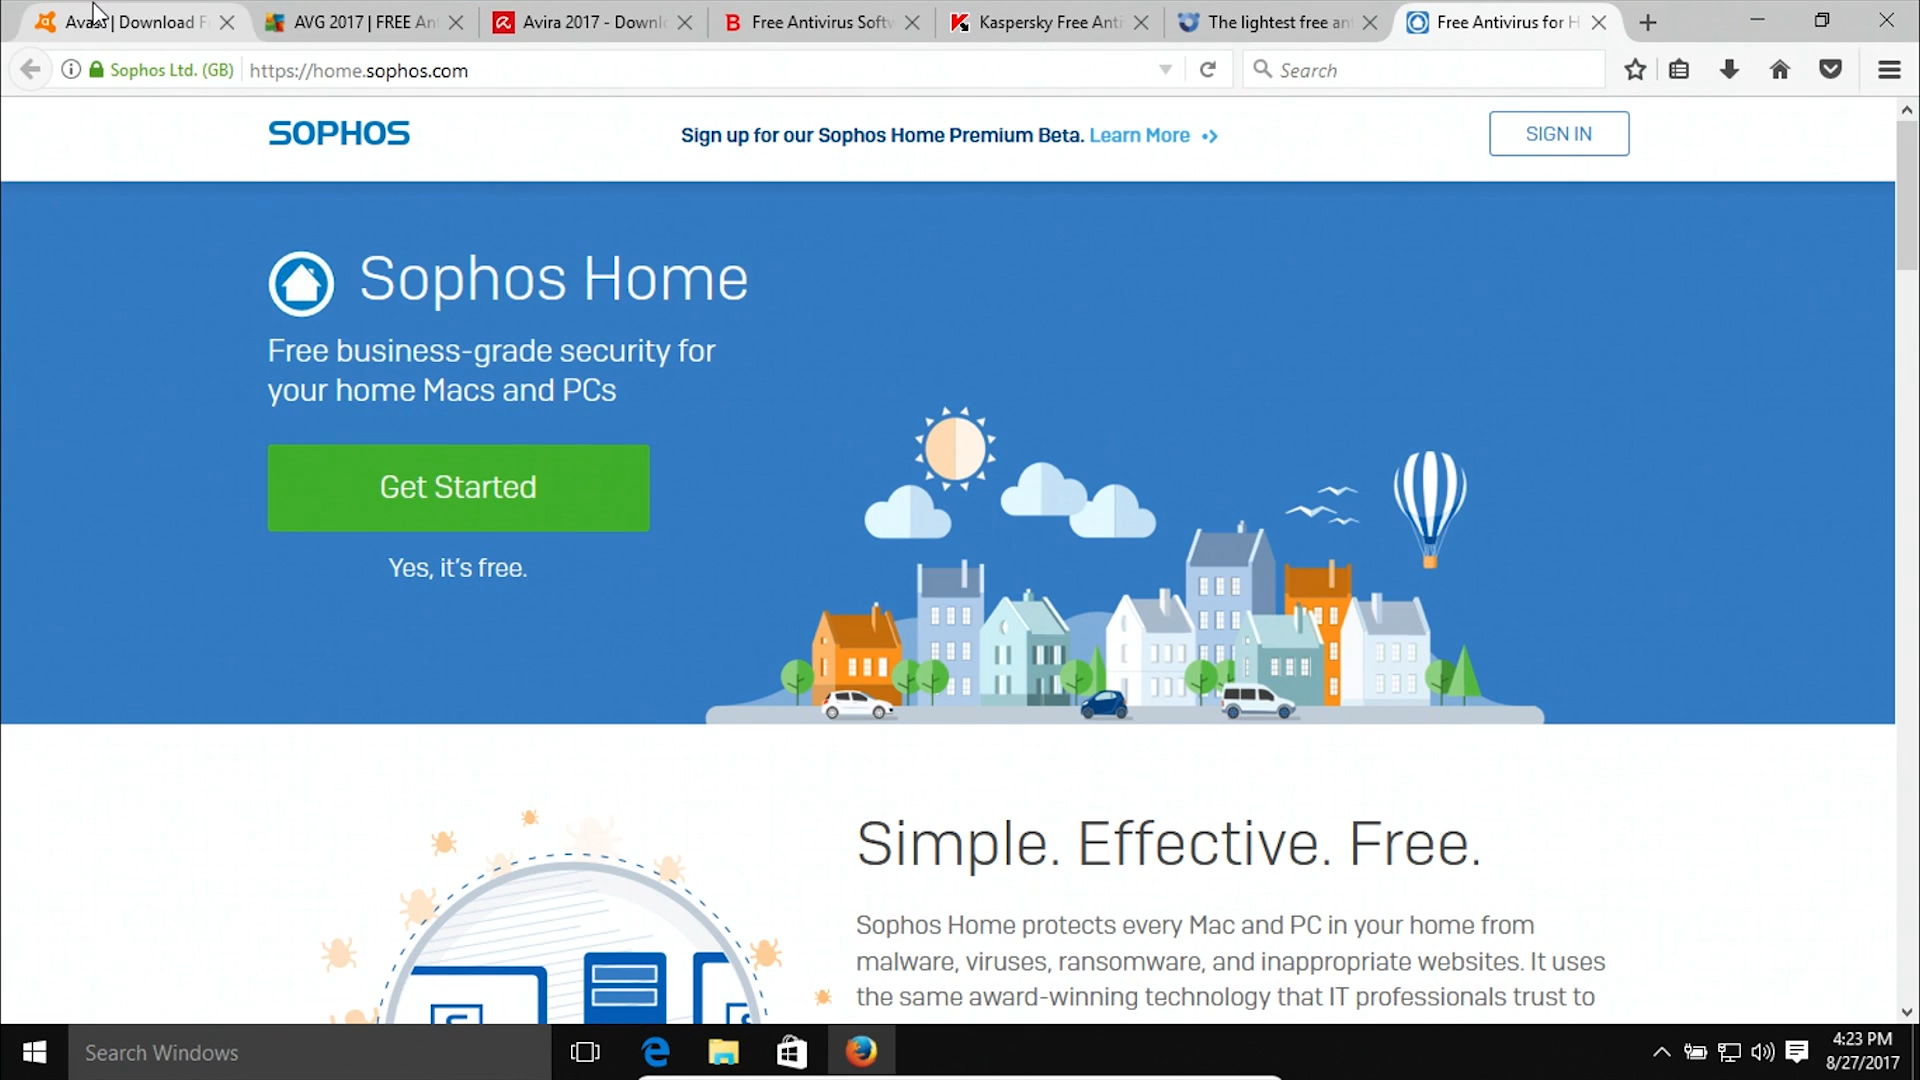 Avast | Download F
AVG 2017 | FREE An
Avira 2017 - Downl
Free Antivirus Soft
Kaspersky Free Anti
The lightest free an
Free Antivirus for H
Sophos Ltd. (GB)
https://home.sophos.com
Search
SOPHOS
Sign up for our Sophos Home Premium Beta. Learn More
SIGN IN
Sophos Home
Free business-grade security for
your home Macs and PCs
Get Started
Yes, it's free.
Simple. Effective. Free.
Sophos Home protects every Mac and PC in your home from
malware, viruses, ransomware, and inappropriate websites. It uses
the same award-winning technology that IT professionals trust to
Search Windows
4:23 PM
8/27/2017